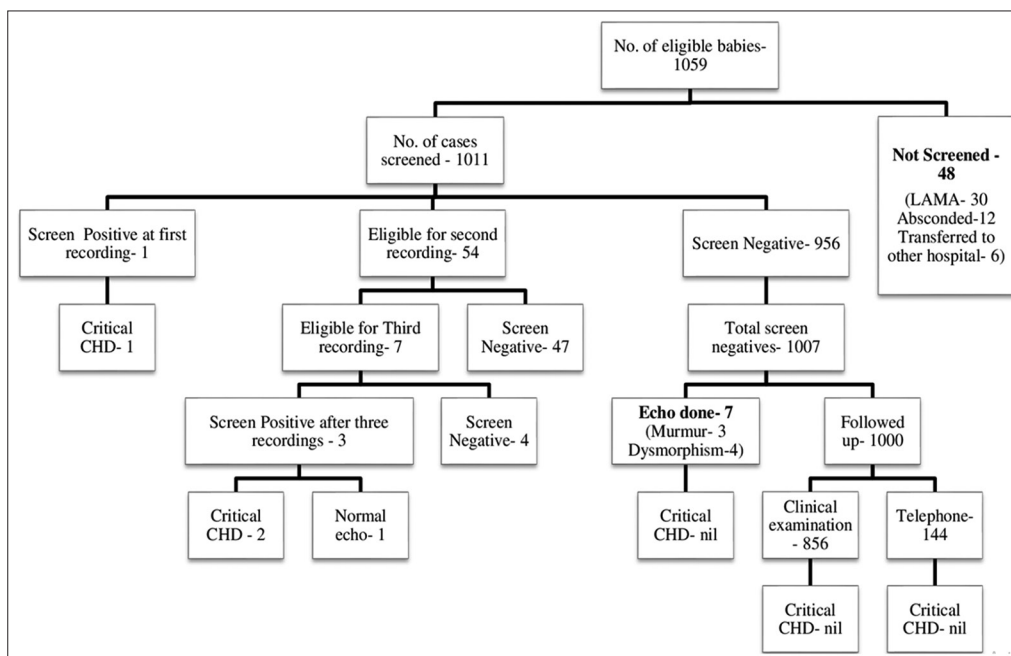 No. of eligible babies-
1059
No. of cases
screened - 1011
Not Screened -
48
(LAMA- 30
Absconded-12
Transferred to
other hospital- 6)
Screen Positive at first
recording- 1
Eligible for second
recording- 54
Screen Negative- 956
Critical
CHD- 1
Eligible for Third
recording- 7
Screen
Negative- 47
Total screen
negatives- 1007
Screen Positive after three
recordings - 3
Screen
Negative- 4
Echo done- 7
(Murmur- 3
Dysmorphism-4)
Followed
up- 1000
Critical
CHD - 2
Normal
echo- 1
Critical
CHD- nil
Clinical
examination
- 856
Telephone-
144
Critical
CHD- nil
Critical
CHD- nil